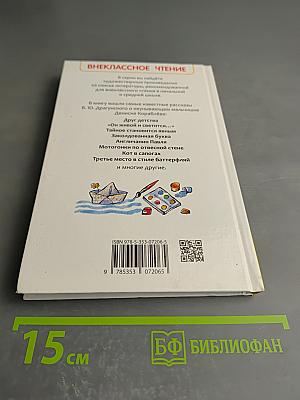 ВНЕКЛАССНОЕ ЧТЕНИЕ
В серии вы найдёте
художественные произведения
из списка литературы, рекомендованной
для внеклассного чтения в начальной
и средней школе.
В книгу вошли самые известные рассказы
В. Ю. Драгунского о неунывающем мальчишке
Дениске Кораблёве:
Друг детства
«Он живой и светится...»
Тайное становится явным
Заколдованная буква
Англичанин Павля
Мотогонки по отвесной стене
Кот в сапогах
Третье место в стиле баттерфляй
и многие другие.
ISBN 978-5-353-07206-5
9 785353 072065
15 см
БФ БИБЛИОФАН